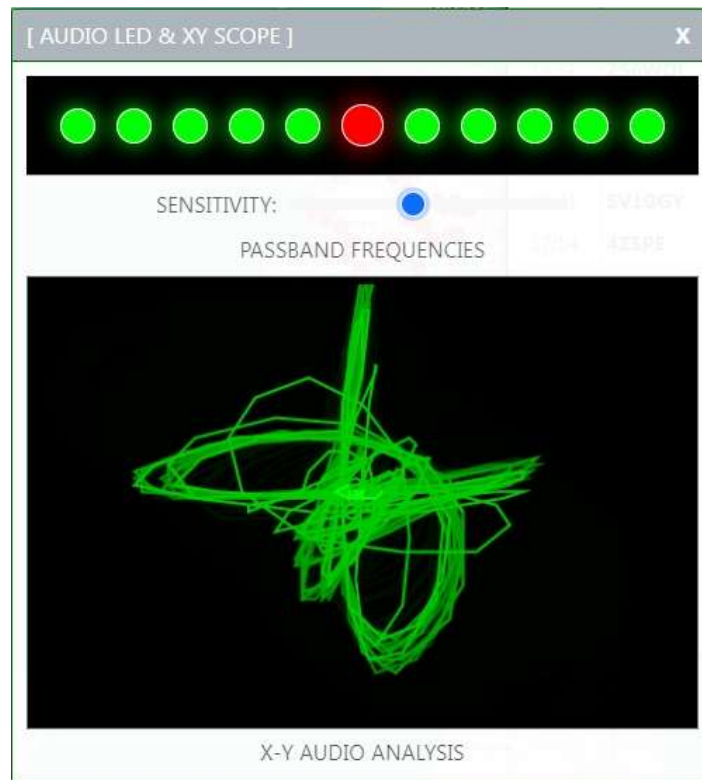 [ AUDIO LED & XY SCOPE ] X
SENSITIVITY:
PASSBAND FREQUENCIES
X-Y AUDIO ANALYSIS